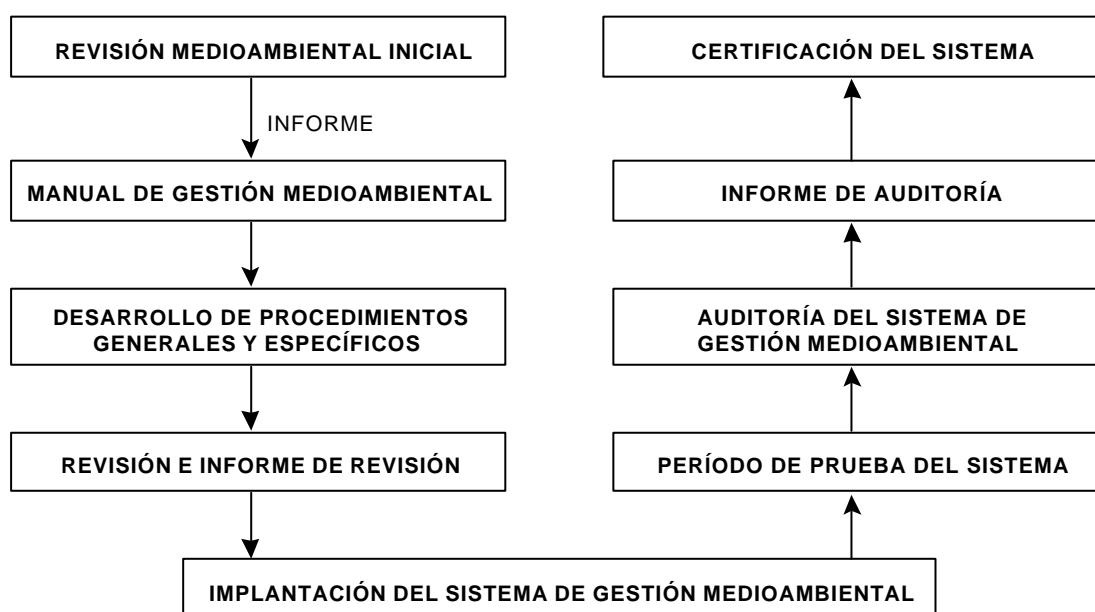 REVISIÓN MEDIOAMBIENTAL INICIAL
INFORME
MANUAL DE GESTIÓN MEDIOAMBIENTAL
DESARROLLO DE PROCEDIMIENTOS
GENERALES Y ESPECÍFICOS
REVISIÓN E INFORME DE REVISIÓN
IMPLANTACIÓN DEL SISTEMA DE GESTIÓN MEDIOAMBIENTAL
PERÍODO DE PRUEBA DEL SISTEMA
AUDITORÍA DEL SISTEMA DE
GESTIÓN MEDIOAMBIENTAL
INFORME DE AUDITORÍA
CERTIFICACIÓN DEL SISTEMA